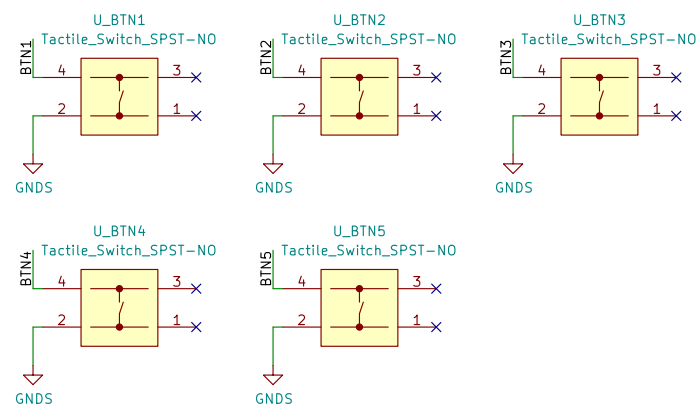 U_BTN1
Tactile_Switch_SPST-NO
BTN1
4
3
2
1
GNDS
U_BTN2
Tactile_Switch_SPST-NO
BTN2
4
3
2
1
GNDS
U_BTN3
Tactile_Switch_SPST-NO
BTN3
4
3
2
1
GNDS
U_BTN4
Tactile_Switch_SPST-NO
BTN4
4
3
2
1
GNDS
U_BTN5
Tactile_Switch_SPST-NO
BTN5
4
3
2
1
GNDS